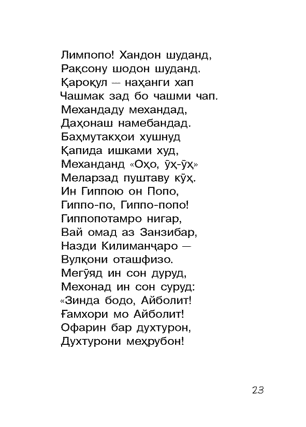 Лимпопо! Хандон шуданд,
Рақсону шодон шуданд.
Қароқул — наҳанги хап
Чашмак зад бо чашми чап.
Механдаду механдад,
Даҳонаш намебандад.
Баҳмутакҳои хушнуд
Қапида ишками худ,
Механданд «Оҳо, ӯҳ-ӯҳ»
Меларзад пуштаву кӯҳ.
Ин Гиппою он Попо,
Гиппо-по, Гиппо-попо!
Гиппопотамро нигар,
Вай омад аз Занзибар,
Назди Килиманҷаро —
Вулқони оташфизо.
Мегӯяд ин сон дуруд,
Мехонад ин сон суруд:
«Зинда бодо, Айболит!
Ғамхори мо Айболит!
Офарин бар духтурон,
Духтурони меҳрубон!
23